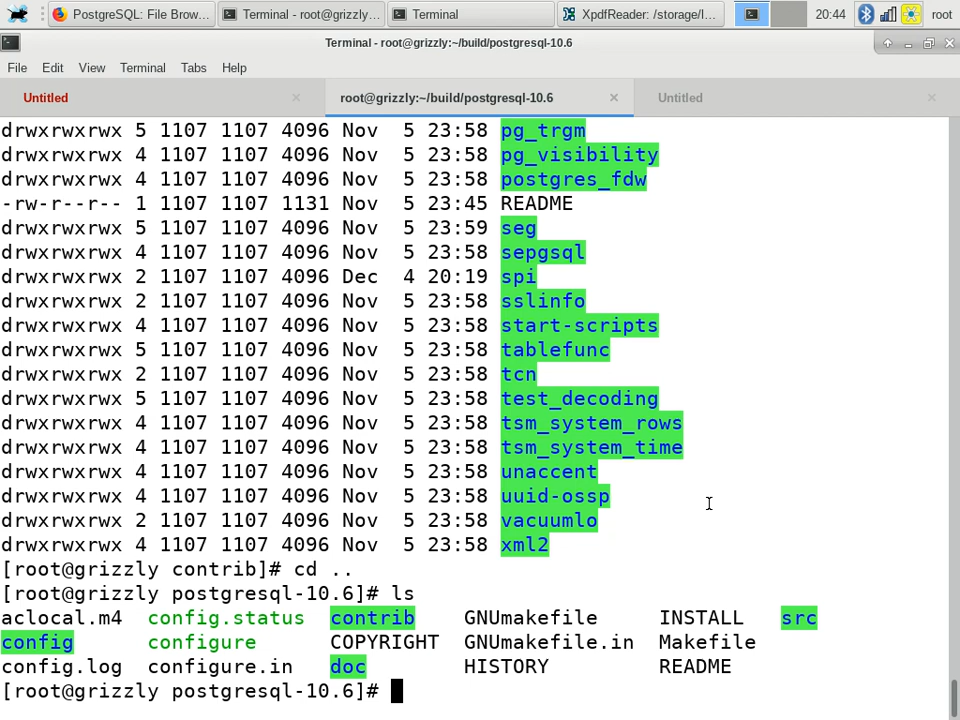 PostgreSQL: File Brow... Terminal - root@grizzly:... Terminal XpdfReader: /storage/l... 20:44 root
Terminal - root@grizzly:~/build/postgresql-10.6
File Edit View Terminal Tabs Help
Untitled root@grizzly:~/build/postgresql-10.6 Untitled
drwxrwxrwx 5 1107 1107 4096 Nov  5 23:58 pg_trgm
drwxrwxrwx 4 1107 1107 4096 Nov  5 23:58 pg_visibility
drwxrwxrwx 4 1107 1107 4096 Nov  5 23:58 postgres_fdw
-rw-r--r-- 1 1107 1107 1131 Nov  5 23:45 README
drwxrwxrwx 5 1107 1107 4096 Nov  5 23:59 seg
drwxrwxrwx 4 1107 1107 4096 Nov  5 23:58 sepgsql
drwxrwxrwx 2 1107 1107 4096 Dec  4 20:19 spi
drwxrwxrwx 2 1107 1107 4096 Nov  5 23:58 sslinfo
drwxrwxrwx 4 1107 1107 4096 Nov  5 23:58 start-scripts
drwxrwxrwx 5 1107 1107 4096 Nov  5 23:58 tablefunc
drwxrwxrwx 2 1107 1107 4096 Nov  5 23:58 tcn
drwxrwxrwx 5 1107 1107 4096 Nov  5 23:58 test_decoding
drwxrwxrwx 4 1107 1107 4096 Nov  5 23:58 tsm_system_rows
drwxrwxrwx 4 1107 1107 4096 Nov  5 23:58 tsm_system_time
drwxrwxrwx 4 1107 1107 4096 Nov  5 23:58 unaccent
drwxrwxrwx 4 1107 1107 4096 Nov  5 23:58 uuid-ossp
drwxrwxrwx 2 1107 1107 4096 Nov  5 23:58 vacuumlo
drwxrwxrwx 4 1107 1107 4096 Nov  5 23:58 xml2
[root@grizzly contrib]# cd ..
[root@grizzly postgresql-10.6]# ls
aclocal.m4  config.status  contrib    GNUmakefile     INSTALL   src
config      configure      COPYRIGHT  GNUmakefile.in  Makefile
config.log  configure.in   doc        HISTORY         README
[root@grizzly postgresql-10.6]#